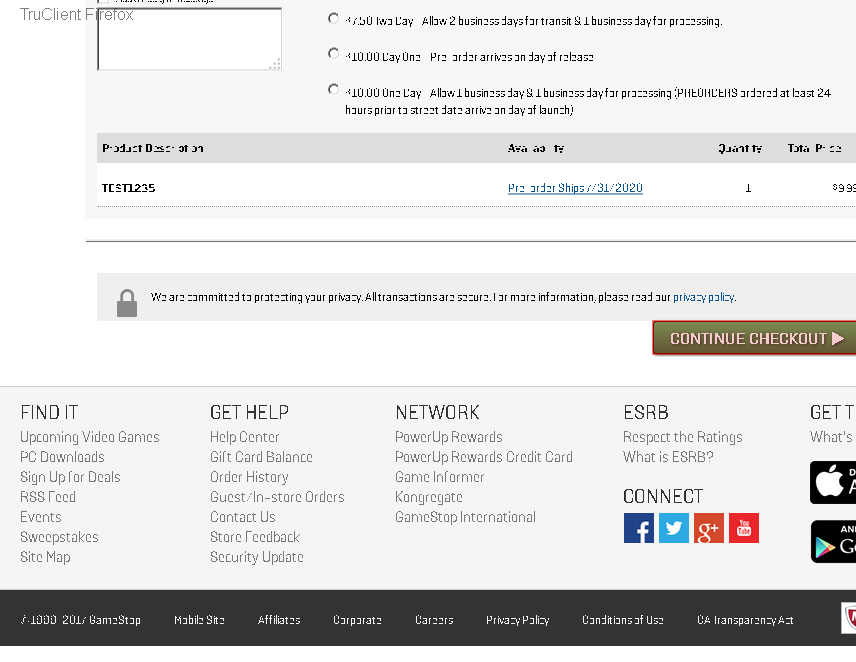 TruClient Firefox
$7.50 Two Day - Allow 2 business days for transit & 1 business day for processing.
$10.00 Day One - Pre-order arrives on day of release
$10.00 One Day - Allow 1 business day & 1 business day for processing (PREORDERS ordered at least 24
hours prior to street date arrive on day of launch)
Product Description Availability Quantity Total Price
TEST1235 Pre-order Ships 7/31/2020 1 $9.99
We are committed to protecting your privacy. All transactions are secure. For more information, please read our privacy policy.
CONTINUE CHECKOUT
FIND IT
Upcoming Video Games
PC Downloads
Sign Up for Deals
RSS Feed
Events
Sweepstakes
Site Map
GET HELP
Help Center
Gift Card Balance
Order History
Guest/In-store Orders
Contact Us
Store Feedback
Security Update
NETWORK
PowerUp Rewards
PowerUp Rewards Credit Card
Game Informer
Kongregate
GameStop International
ESRB
Respect the Ratings
What is ESRB?
CONNECT
You
Tube
GET T
What's
© 1999-2017 GameStop Mobile Site Affiliates Corporate Careers Privacy Policy Conditions of Use CA Transparency Act